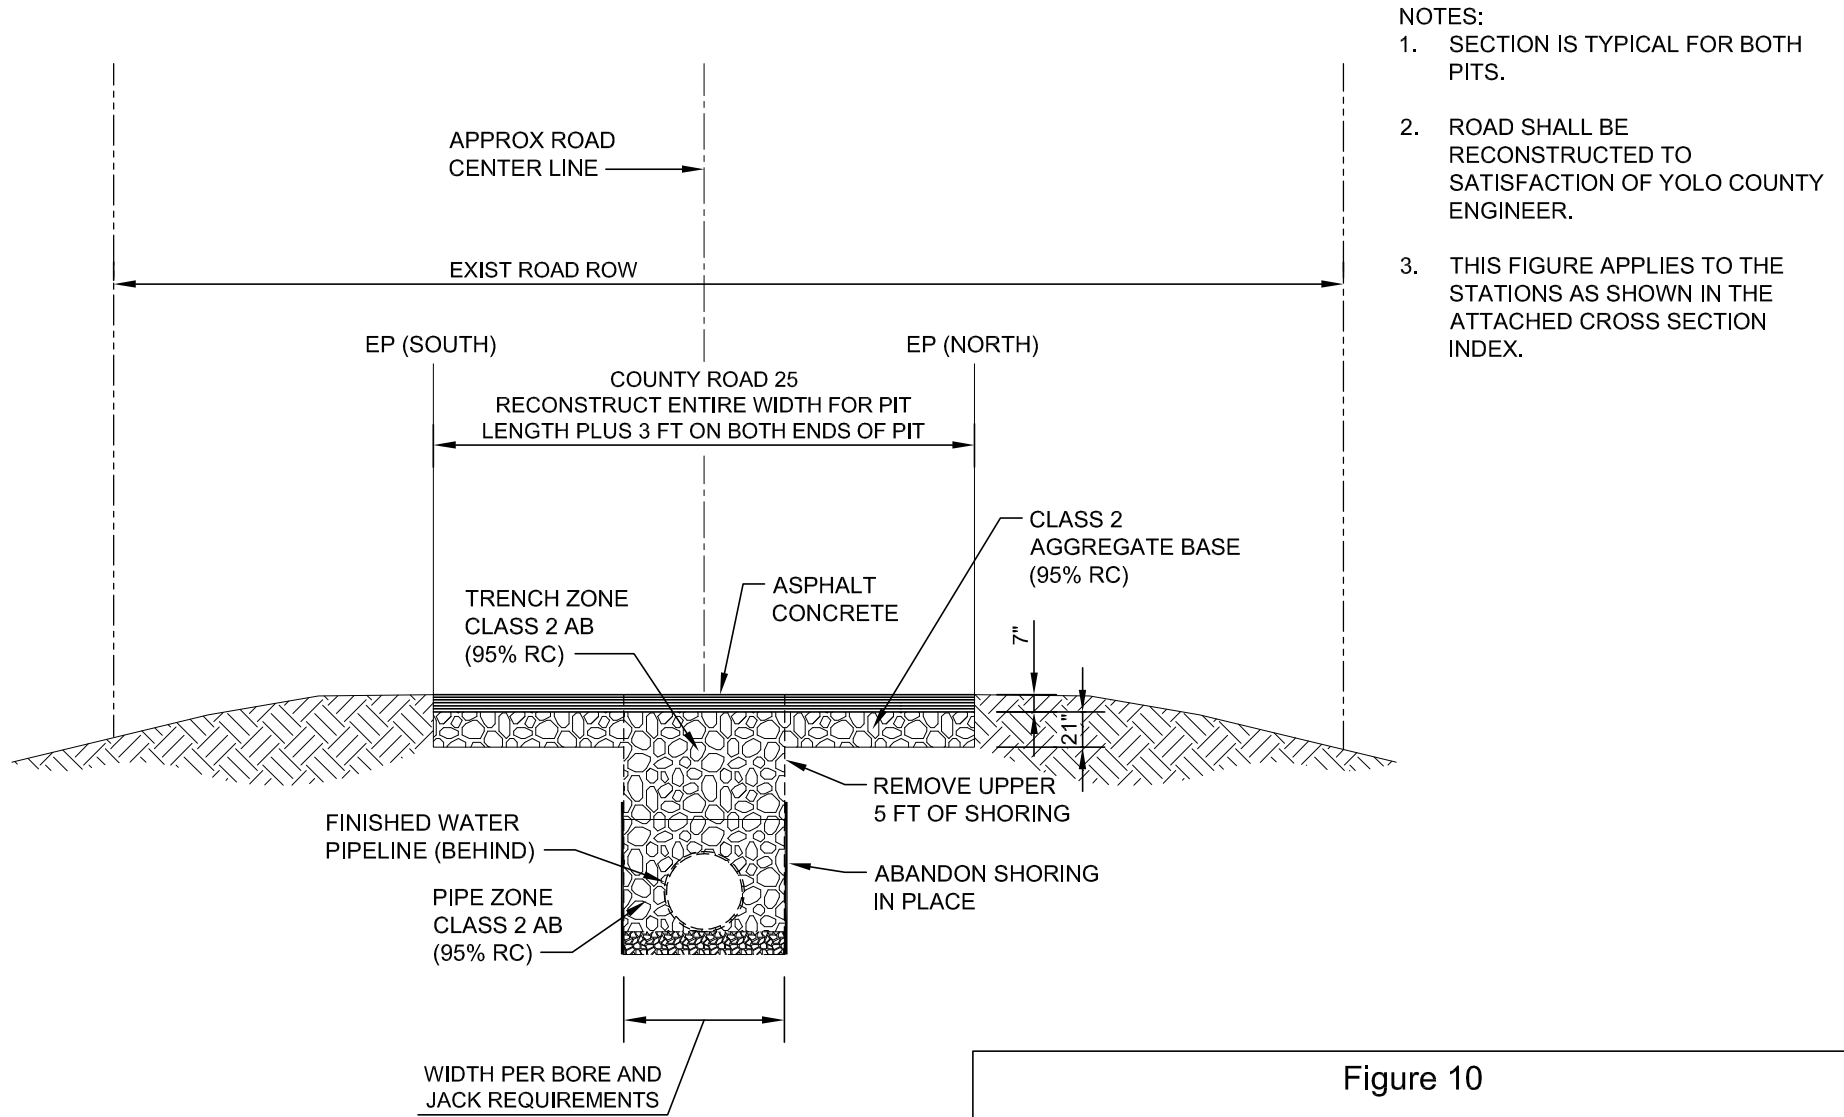 NOTES:
1. SECTION IS TYPICAL FOR BOTH
PITS.
2. ROAD SHALL BE
RECONSTRUCTED TO
SATISFACTION OF YOLO COUNTY
ENGINEER.
3. THIS FIGURE APPLIES TO THE
STATIONS AS SHOWN IN THE
ATTACHED CROSS SECTION
INDEX.
APPROX ROAD
CENTER LINE
EXIST ROAD ROW
EP (SOUTH)
EP (NORTH)
COUNTY ROAD 25
RECONSTRUCT ENTIRE WIDTH FOR PIT
LENGTH PLUS 3 FT ON BOTH ENDS OF PIT
CLASS 2
AGGREGATE BASE
(95% RC)
ASPHALT
CONCRETE
TRENCH ZONE
CLASS 2 AB
(95% RC)
7"
21"
REMOVE UPPER
5 FT OF SHORING
FINISHED WATER
PIPELINE (BEHIND)
ABANDON SHORING
IN PLACE
PIPE ZONE
CLASS 2 AB
(95% RC)
WIDTH PER BORE AND
JACK REQUIREMENTS
Figure 10